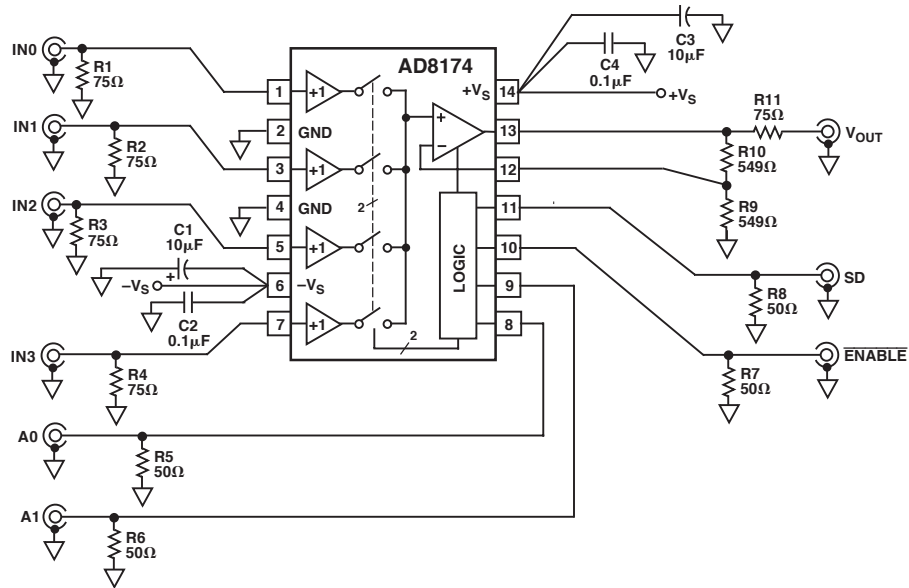 IN0
R1
75Ω
IN1
R2
75Ω
IN2
R3
75Ω
C1
10μF
+
–VS
C2
0.1μF
IN3
R4
75Ω
A0
R5
50Ω
A1
R6
50Ω
AD8174
1
+1
2
GND
3
+1
4
GND
5
+1
6
–VS
7
+1
2
2
+
–
LOGIC
+VS
14
13
12
11
10
9
8
C3
10μF
C4
0.1μF
+VS
R11
75Ω
VOUT
R10
549Ω
R9
549Ω
SD
R8
50Ω
ENABLE
R7
50Ω